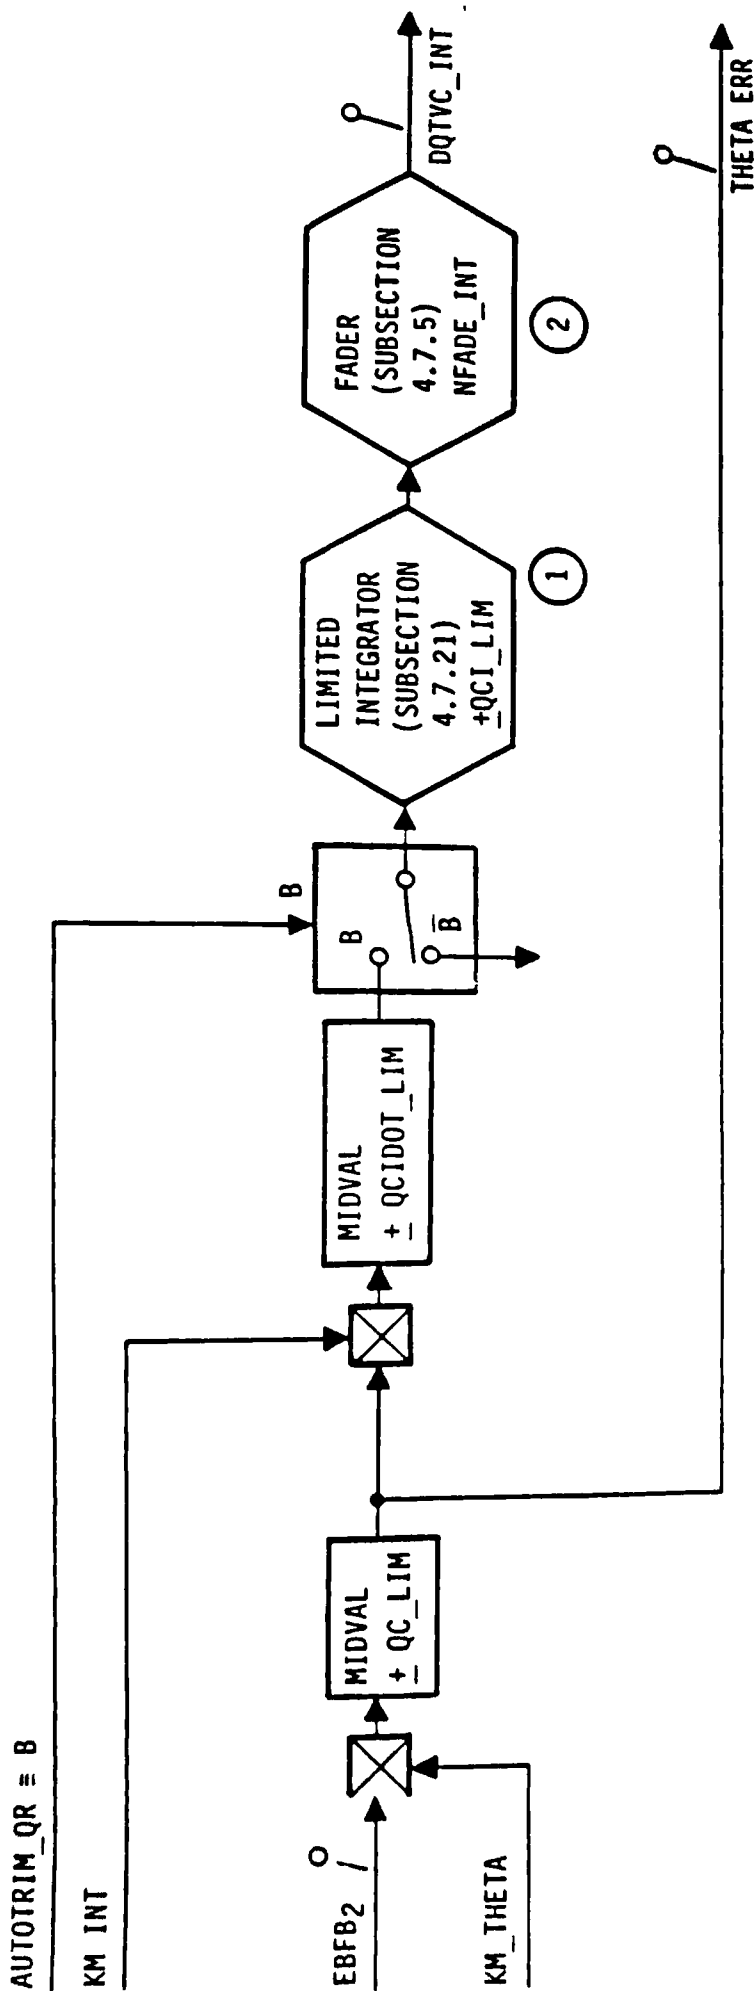 AUTOTRIM_QR = B
KM INT
EBFB2
KM_THETA
MIDVAL
± QC_LIM
MIDVAL
± QCIDOT_LIM
B
B
B̅
LIMITED
INTEGRATOR
(SUBSECTION
4.7.21)
±QCI_LIM
1
FADER
(SUBSECTION
4.7.5)
NFADE_INT
2
DQTVC_INT
THETA ERR